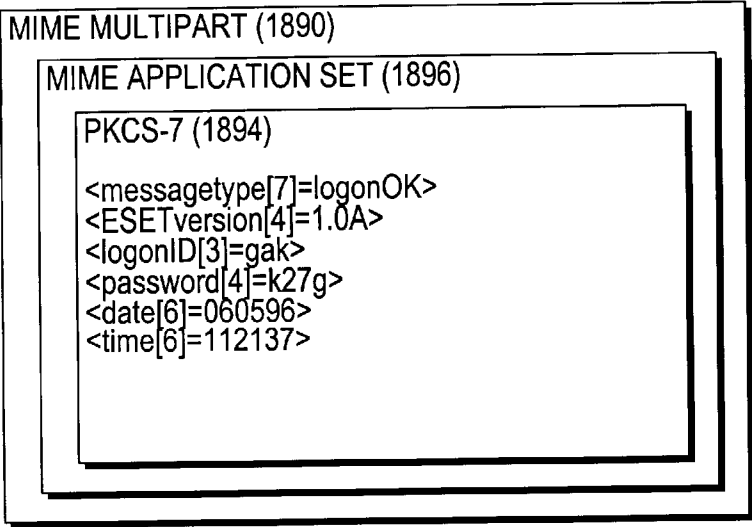 MIME MULTIPART (1890)
MIME APPLICATION SET (1896)
PKCS-7 (1894)
<messagetype[7]=logonOK>
<ESETversion[4]=1.0A>
<logonID[3]=gak>
<password[4]=k27g>
<date[6]=060596>
<time[6]=112137>